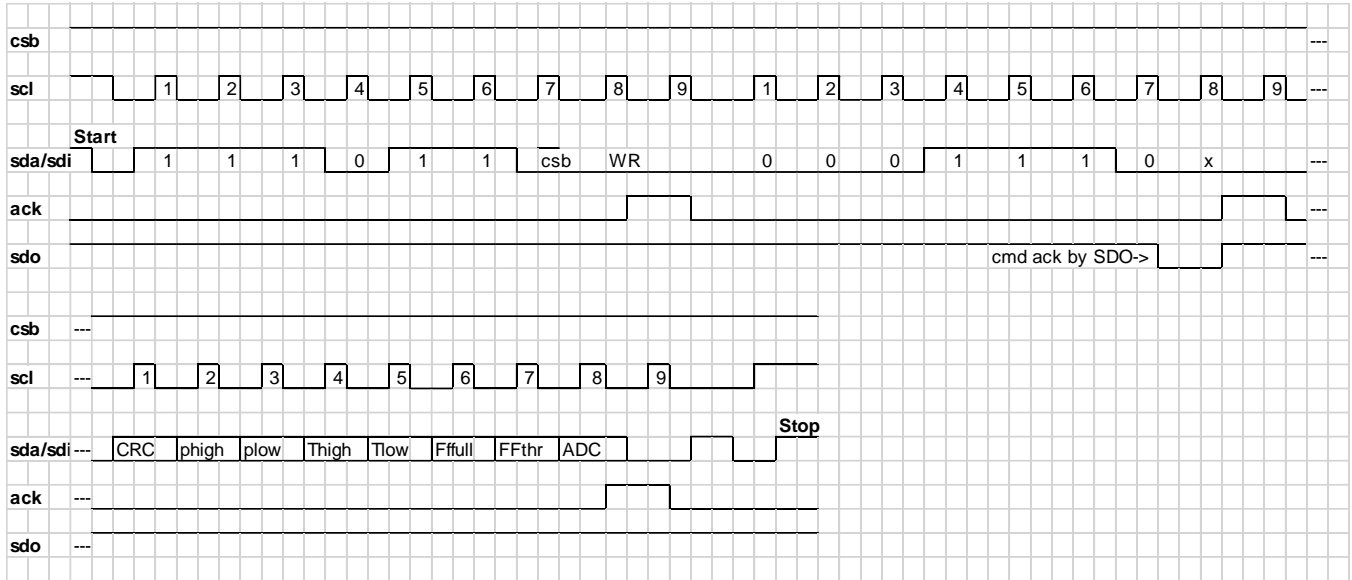 csb ---
scl 1 2 3 4 5 6 7 8 9 1 2 3 4 5 6 7 8 9 ---
Start
sda/sdi 1 1 1 0 1 1 csb WR 0 0 0 1 1 1 0 x ---
ack ---
sdo cmd ack by SDO-> ---
csb ---
scl --- 1 2 3 4 5 6 7 8 9
Stop
sda/sdi --- CRC phigh plow Thigh Tlow Fffull FFthr ADC
ack ---
sdo ---